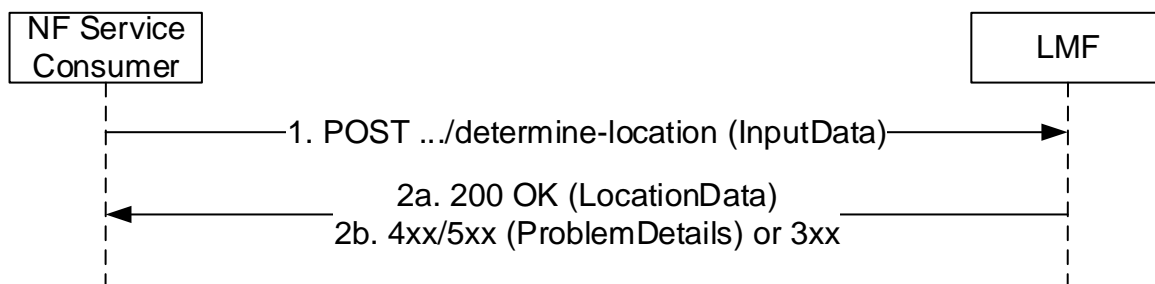 NF Service
Consumer
LMF
1. POST .../determine-location (InputData)
2a. 200 OK (LocationData)
2b. 4xx/5xx (ProblemDetails) or 3xx